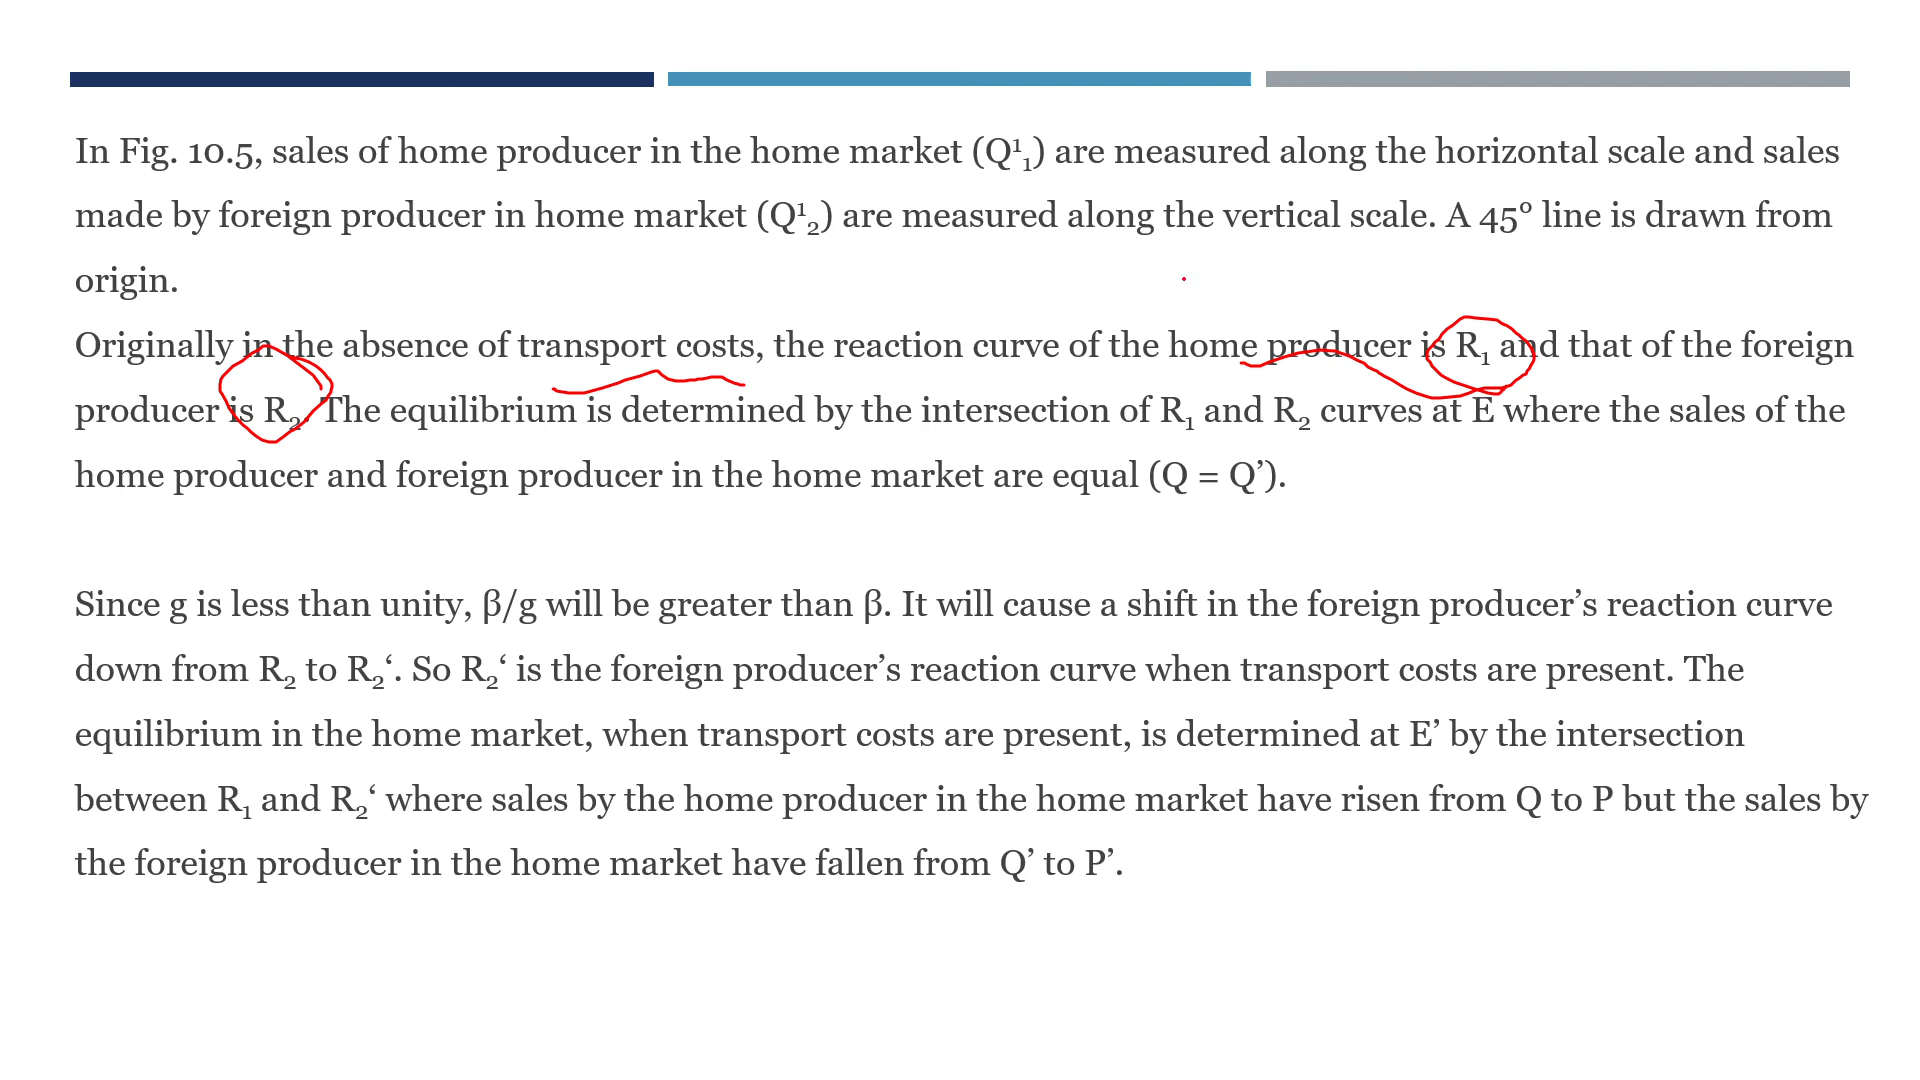 In Fig. 10.5, sales of home producer in the home market (Q¹₁) are measured along the horizontal scale and sales
made by foreign producer in home market (Q¹₂) are measured along the vertical scale. A 45° line is drawn from
origin.
Originally in the absence of transport costs, the reaction curve of the home producer is R₁ and that of the foreign
producer is R₂. The equilibrium is determined by the intersection of R₁ and R₂ curves at E where the sales of the
home producer and foreign producer in the home market are equal (Q = Q’).
Since g is less than unity, β/g will be greater than β. It will cause a shift in the foreign producer’s reaction curve
down from R₂ to R₂‘. So R₂‘ is the foreign producer’s reaction curve when transport costs are present. The
equilibrium in the home market, when transport costs are present, is determined at E’ by the intersection
between R₁ and R₂‘ where sales by the home producer in the home market have risen from Q to P but the sales by
the foreign producer in the home market have fallen from Q’ to P’.